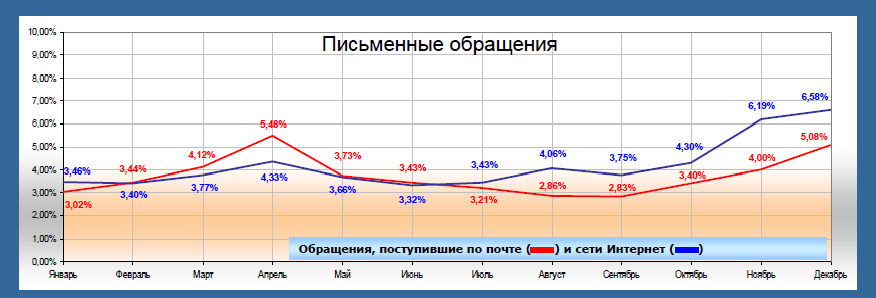 Письменные обращения
10,00%
9,00%
8,00%
7,00%
6,00%
5,00%
4,00%
3,00%
2,00%
1,00%
0,00%
3,46% 3,44% 4,12% 5,48% 3,73% 3,43% 3,43% 4,06% 3,75% 4,30% 6,19% 6,58%
3,02% 3,40% 3,77% 4,33% 3,66% 3,32% 3,21% 2,86% 2,83% 3,40% 4,00% 5,08%
Обращения, поступившие по почте ( ) и сети Интернет ( )
Январь Февраль Март Апрель Май Июнь Июль Август Сентябрь Октябрь Ноябрь Декабрь